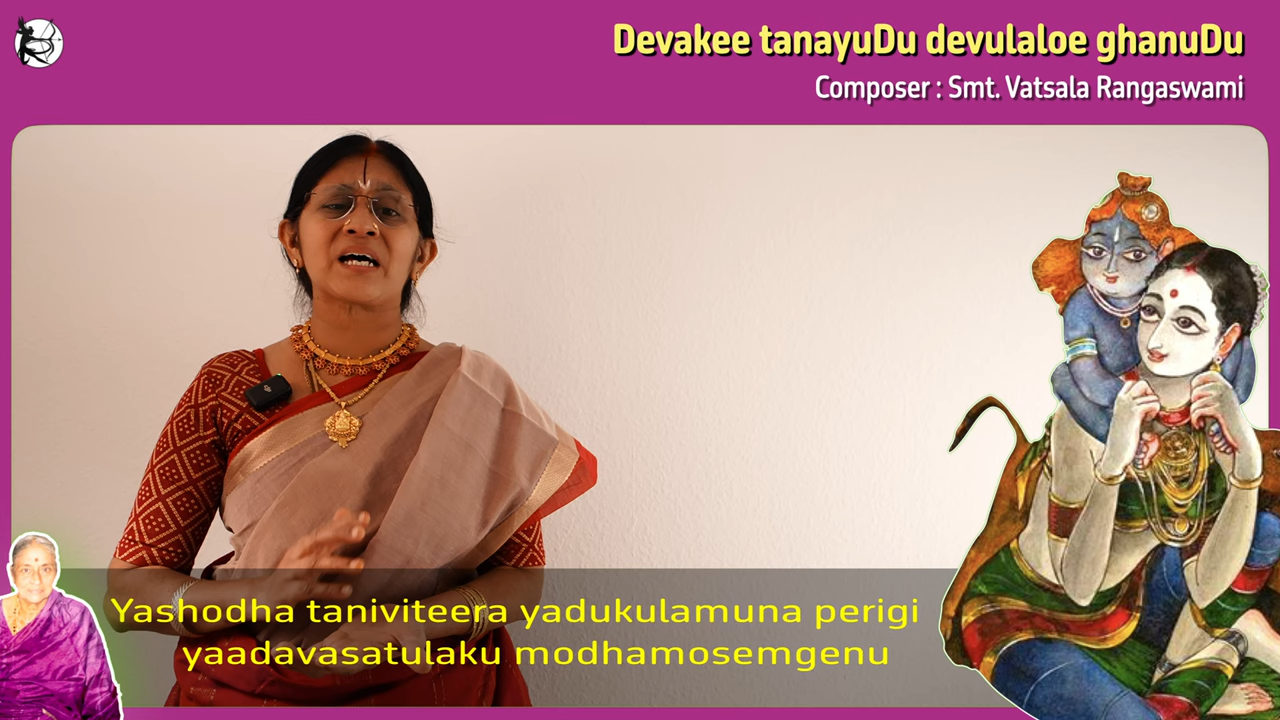 Devakee tanayuDu devulaloe ghanuDu
Composer : Smt. Vatsala Rangaswami
Yashodha taniviteera yadukulamuna perigi
yaadavasatulaku modhamosemgenu